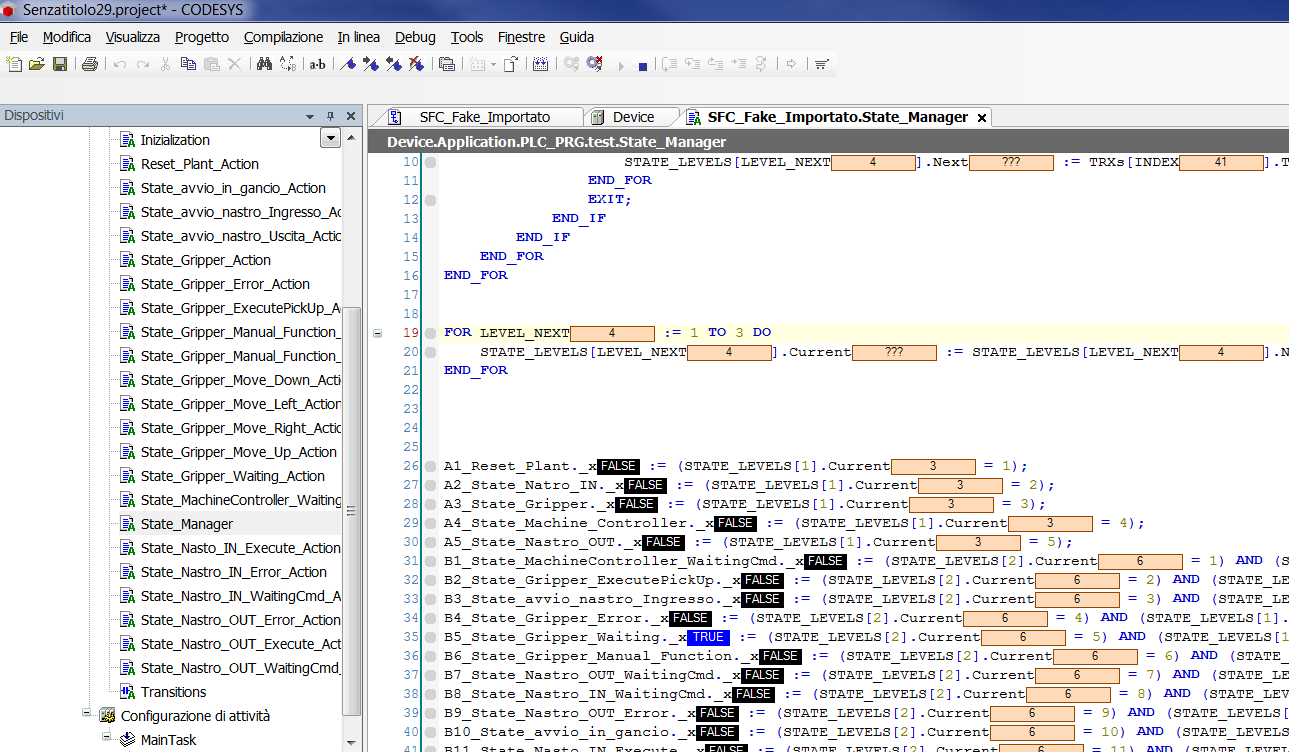 Senzatitolo29.project* - CODESYS
File Modifica Visualizza Progetto Compilazione In linea Debug Tools Finestre Guida
Dispositivi
Inizialization
Reset_Plant_Action
State_avvio_in_gancio_Action
State_avvio_nastro_Ingresso_Ac
State_avvio_nastro_Uscita_Actic
State_Gripper_Action
State_Gripper_Error_Action
State_Gripper_ExecutePickUp_A
State_Gripper_Manual_Function_
State_Gripper_Manual_Function_
State_Gripper_Move_Down_Acti
State_Gripper_Move_Left_Action
State_Gripper_Move_Right_Actic
State_Gripper_Move_Up_Action
State_Gripper_Waiting_Action
State_MachineController_Waiting
State_Manager
State_Nasto_IN_Execute_Action
State_Nastro_IN_Error_Action
State_Nastro_IN_WaitingCmd_A
State_Nastro_OUT_Error_Action
State_Nastro_OUT_Execute_Act
State_Nastro_OUT_WaitingCmd_
Transitions
Configurazione di attività
MainTask
SFC_Fake_Importato Device SFC_Fake_Importato.State_Manager
Device.Application.PLC_PRG.test.State_Manager
10 STATE_LEVELS[LEVEL_NEXT 4 ].Next ??? := TRXs[INDEX 41 ].T
11 END_FOR
12 EXIT;
13 END_IF
14 END_IF
15 END_FOR
16 END_FOR
17
18
19 FOR LEVEL_NEXT 4 := 1 TO 3 DO
20 STATE_LEVELS[LEVEL_NEXT 4 ].Current ??? := STATE_LEVELS[LEVEL_NEXT 4 ].N
21 END_FOR
22
23
24
25
26 A1_Reset_Plant._x FALSE := (STATE_LEVELS[1].Current 3 = 1);
27 A2_State_Natro_IN._x FALSE := (STATE_LEVELS[1].Current 3 = 2);
28 A3_State_Gripper._x FALSE := (STATE_LEVELS[1].Current 3 = 3);
29 A4_State_Machine_Controller._x FALSE := (STATE_LEVELS[1].Current 3 = 4);
30 A5_State_Nastro_OUT._x FALSE := (STATE_LEVELS[1].Current 3 = 5);
31 B1_State_MachineController_WaitingCmd._x FALSE := (STATE_LEVELS[2].Current 6 = 1) AND (S
32 B2_State_Gripper_ExecutePickUp._x FALSE := (STATE_LEVELS[2].Current 6 = 2) AND (STATE_LE
33 B3_State_avvio_nastro_Ingresso._x FALSE := (STATE_LEVELS[2].Current 6 = 3) AND (STATE_LE
34 B4_State_Gripper_Error._x FALSE := (STATE_LEVELS[2].Current 6 = 4) AND (STATE_LEVELS[1].
35 B5_State_Gripper_Waiting._x TRUE := (STATE_LEVELS[2].Current 6 = 5) AND (STATE_LEVELS[1
36 B6_State_Gripper_Manual_Function._x FALSE := (STATE_LEVELS[2].Current 6 = 6) AND (STATE_
37 B7_State_Nastro_OUT_WaitingCmd._x FALSE := (STATE_LEVELS[2].Current 6 = 7) AND (STATE_LE
38 B8_State_Nastro_IN_WaitingCmd._x FALSE := (STATE_LEVELS[2].Current 6 = 8) AND (STATE_LEV
39 B9_State_Nastro_OUT_Error._x FALSE := (STATE_LEVELS[2].Current 6 = 9) AND (STATE_LEVELS[
40 B10_State_avvio_in_gancio._x FALSE := (STATE_LEVELS[2].Current 6 = 10) AND (STATE_LEVELS
41 B11_State_Nasto_IN_Execute._x FALSE := (STATE_LEVELS[2].Current 6 = 11) AND (STATE_LEVEL